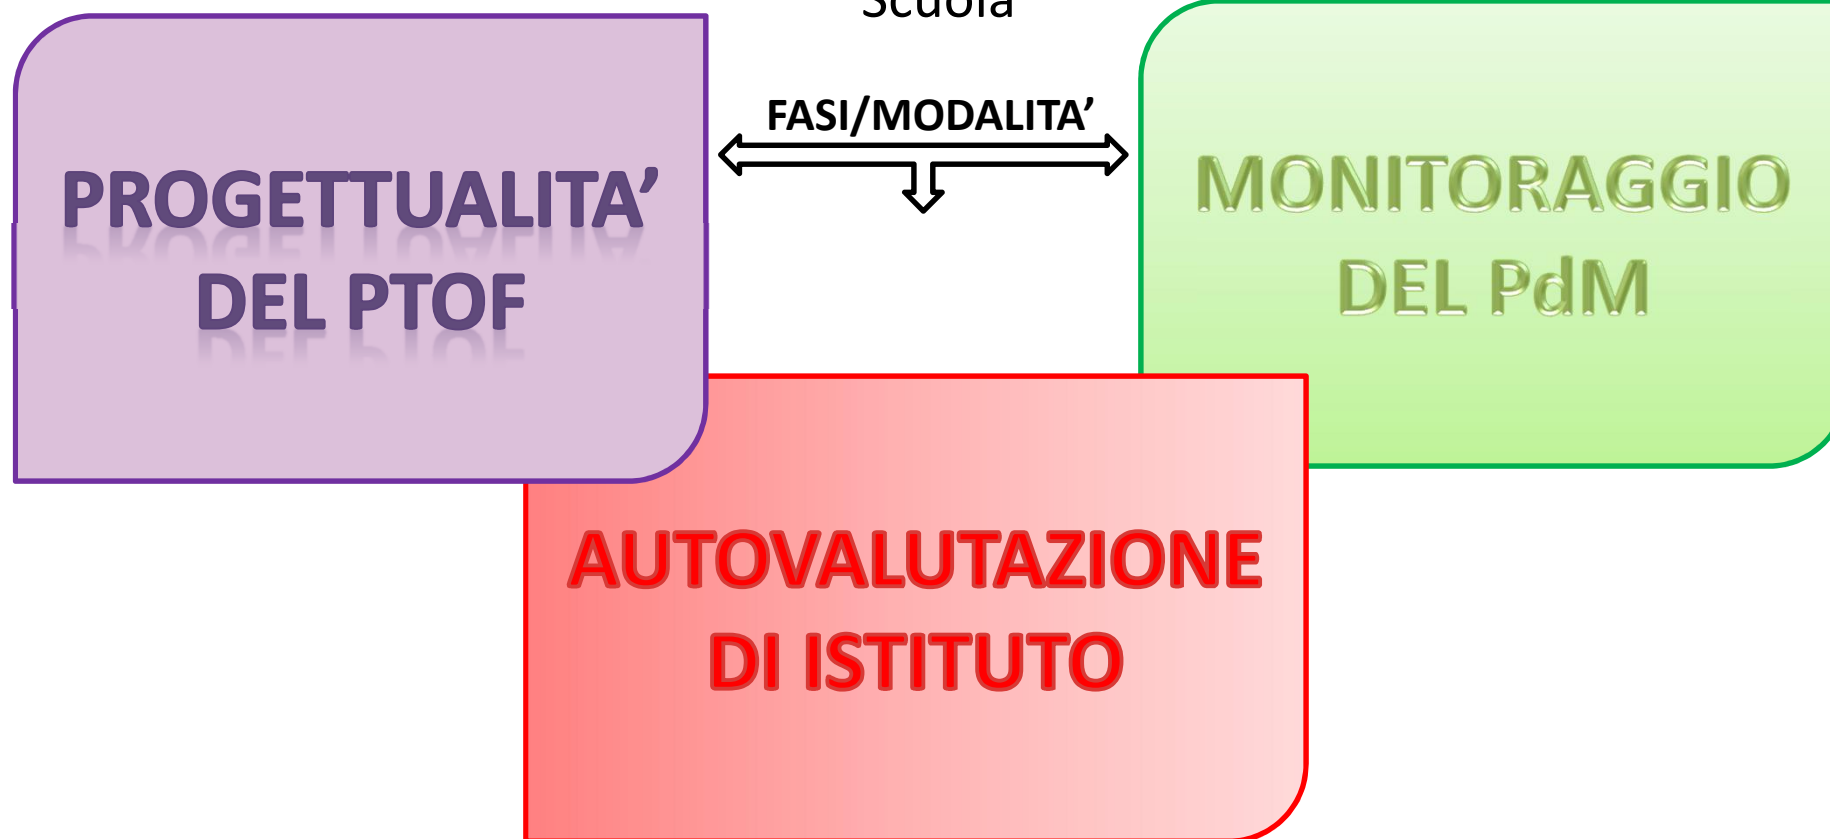 Scuola
FASI/MODALITA’
PROGETTUALITA’
DEL PTOF
MONITORAGGIO
DEL PdM
AUTOVALUTAZIONE
DI ISTITUTO